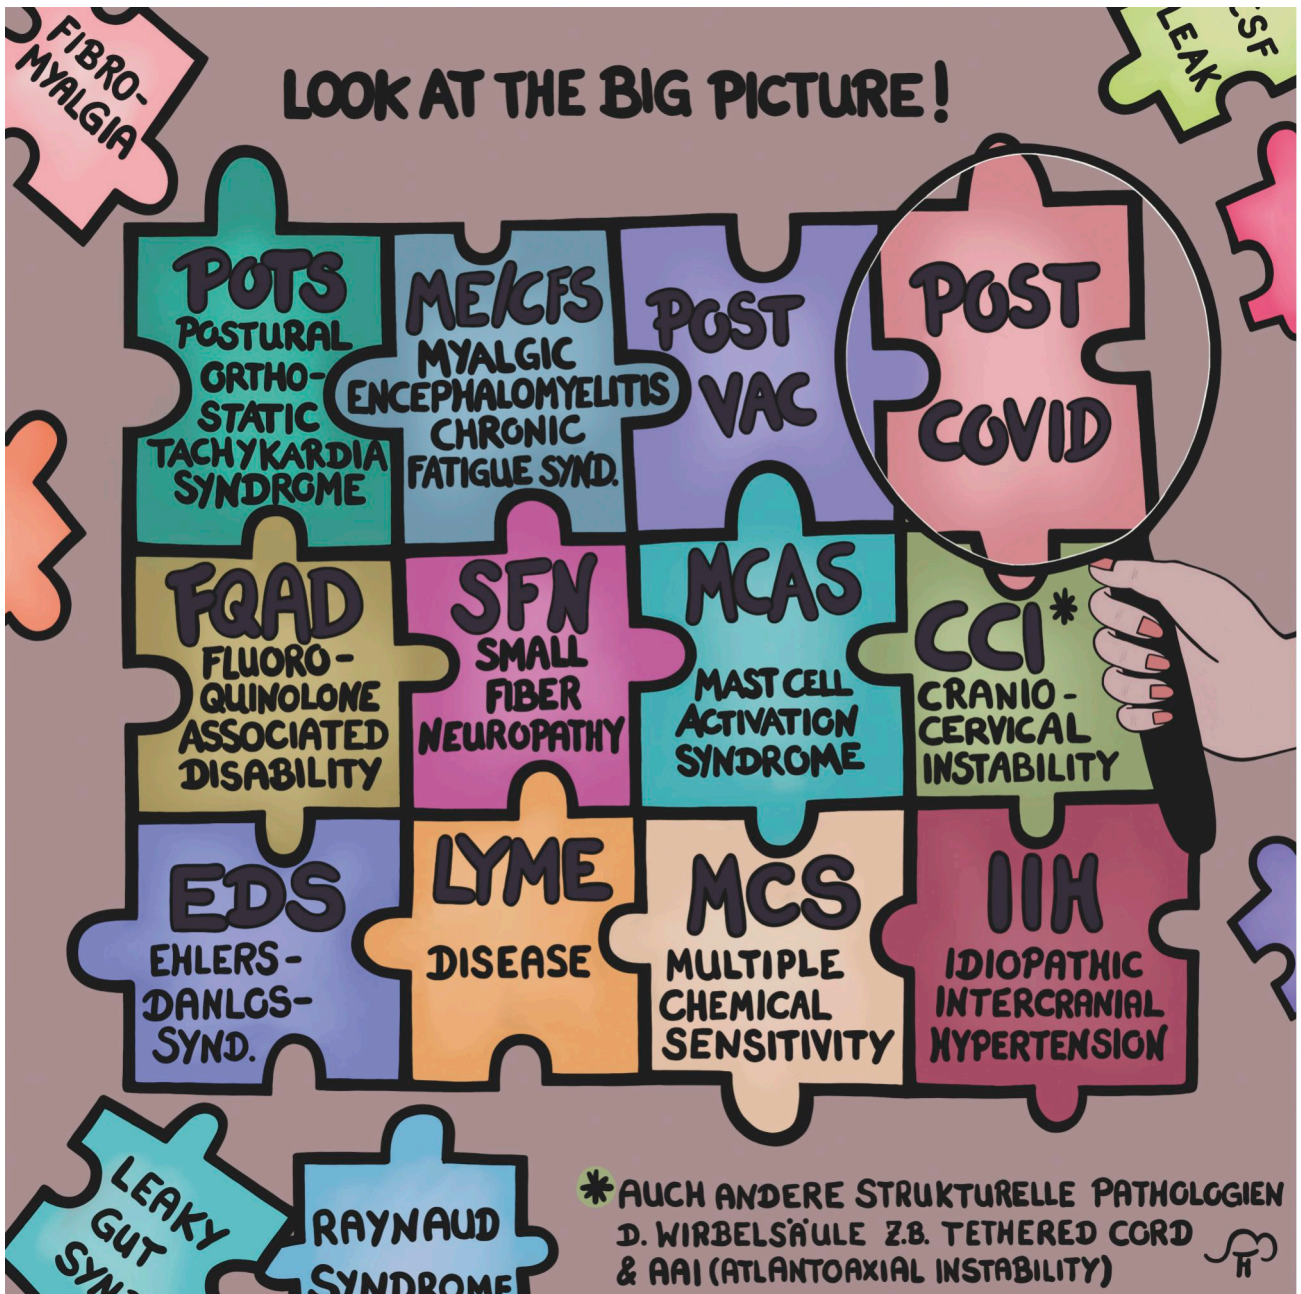 FIBRO-
MYALGIA
LOOK AT THE BIG PICTURE!
CSF
LEAK
POTS
POSTURAL
ORTHO-
STATIC
TACHYKARDIA
SYNDROME
ME/CFS
MYALGIC
ENCEPHALOMYELITIS
CHRONIC
FATIGUE SYND.
POST
VAC
POST
COVID
FQAD
FLUORO-
QUINOLONE
ASSOCIATED
DISABILITY
SFN
SMALL
FIBER
NEUROPATHY
MCAS
MAST CELL
ACTIVATION
SYNDROME
CCI*
CRANIO-
CERVICAL
INSTABILITY
EDS
EHLERS-
DANLOS-
SYND.
LYME
DISEASE
MCS
MULTIPLE
CHEMICAL
SENSITIVITY
IIH
IDIOPATHIC
INTERCRANIAL
HYPERTENSION
LEAKY
GUT
SYN
RAYNAUD
SYNDROME
*AUCH ANDERE STRUKTURELLE PATHOLOGIEN
D. WIRBELSÄULE Z.B. TETHERED CORD
& AAI (ATLANTOAXIAL INSTABILITY)